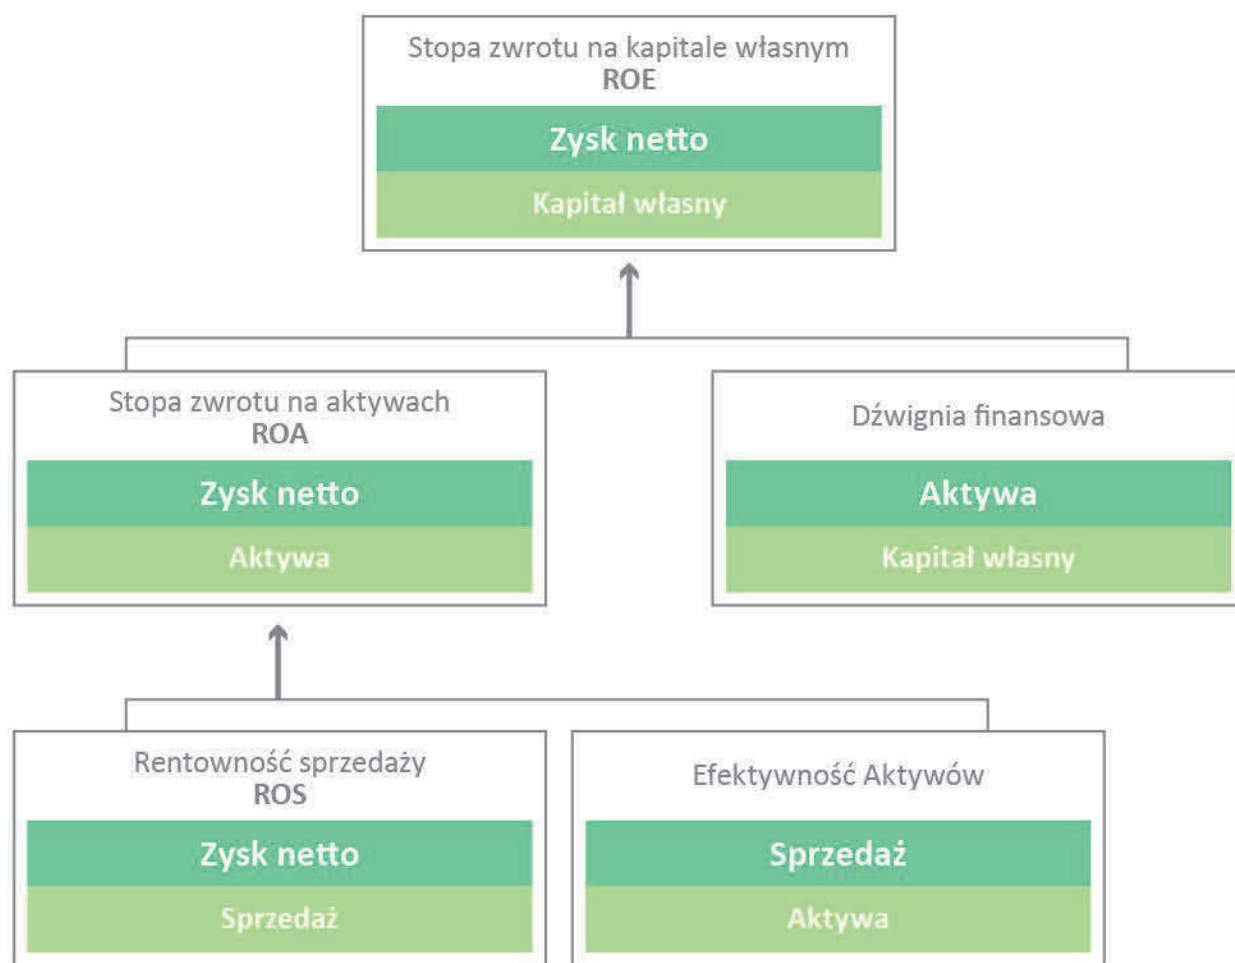 Stopa zwrotu na kapitale własnym
ROE
Zysk netto
Kapitał własny
Stopa zwrotu na aktywach
ROA
Zysk netto
Aktywa
Dźwignia finansowa
Aktywa
Kapitał własny
Rentowność sprzedaży
ROS
Zysk netto
Sprzedaż
Efektywność Aktywów
Sprzedaż
Aktywa